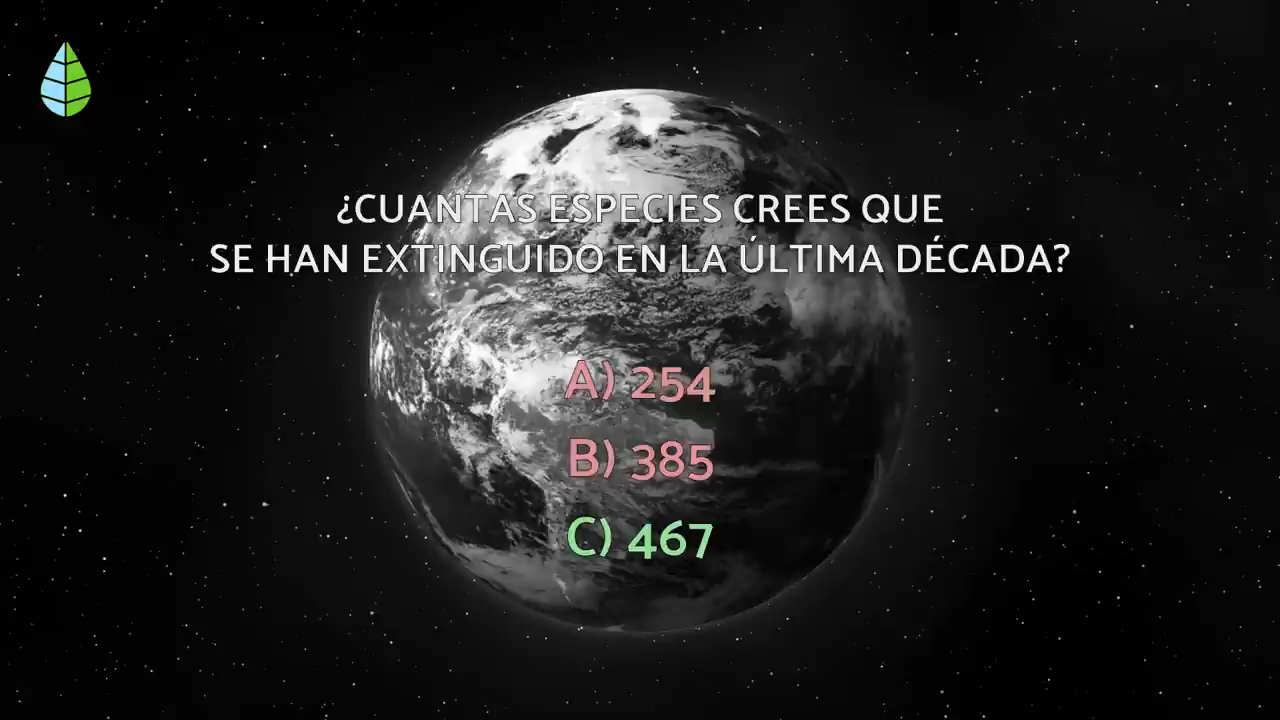 ¿CUANTAS ESPECIES CREES QUE
SE HAN EXTINGUIDO EN LA ÚLTIMA DÉCADA?
A) 254
B) 385
C) 467